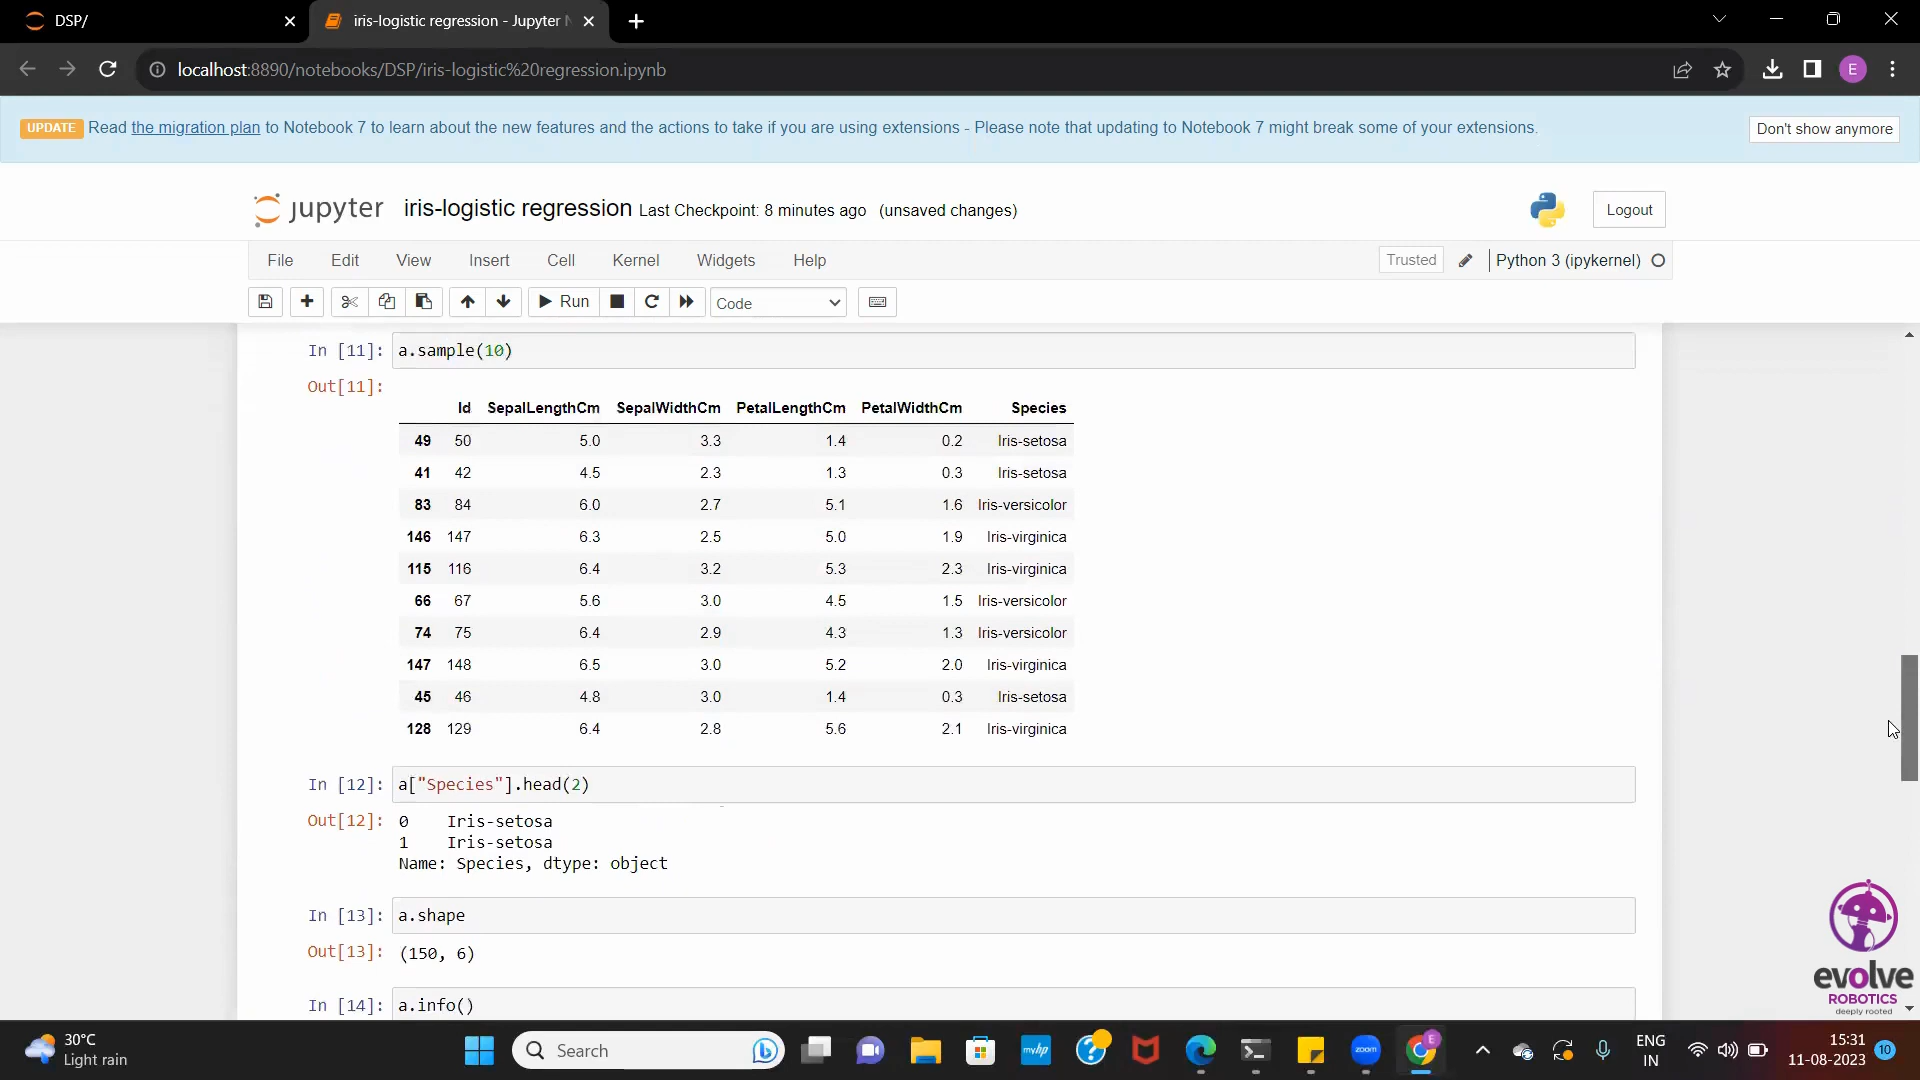 DSP/
iris-logistic regression - Jupyter N
localhost:8890/notebooks/DSP/iris-logistic%20regression.ipynb
E
UPDATE Read the migration plan to Notebook 7 to learn about the new features and the actions to take if you are using extensions - Please note that updating to Notebook 7 might break some of your extensions.
Don't show anymore
jupyter iris-logistic regression Last Checkpoint: 8 minutes ago (unsaved changes)
Logout
File Edit View Insert Cell Kernel Widgets Help
Trusted Python 3 (ipykernel)
Run Code
In [11]: a.sample(10)
Out[11]:
Id SepalLengthCm SepalWidthCm PetalLengthCm PetalWidthCm Species
49 50 5.0 3.3 1.4 0.2 Iris-setosa
41 42 4.5 2.3 1.3 0.3 Iris-setosa
83 84 6.0 2.7 5.1 1.6 Iris-versicolor
146 147 6.3 2.5 5.0 1.9 Iris-virginica
115 116 6.4 3.2 5.3 2.3 Iris-virginica
66 67 5.6 3.0 4.5 1.5 Iris-versicolor
74 75 6.4 2.9 4.3 1.3 Iris-versicolor
147 148 6.5 3.0 5.2 2.0 Iris-virginica
45 46 4.8 3.0 1.4 0.3 Iris-setosa
128 129 6.4 2.8 5.6 2.1 Iris-virginica
In [12]: a["Species"].head(2)
Out[12]: 0 Iris-setosa
1 Iris-setosa
Name: Species, dtype: object
In [13]: a.shape
Out[13]: (150, 6)
In [14]: a.info()
evolve
ROBOTICS
deeply rooted
30°C
Light rain
Search
myhp
zoom
E
ENG
IN
15:31
11-08-2023
10